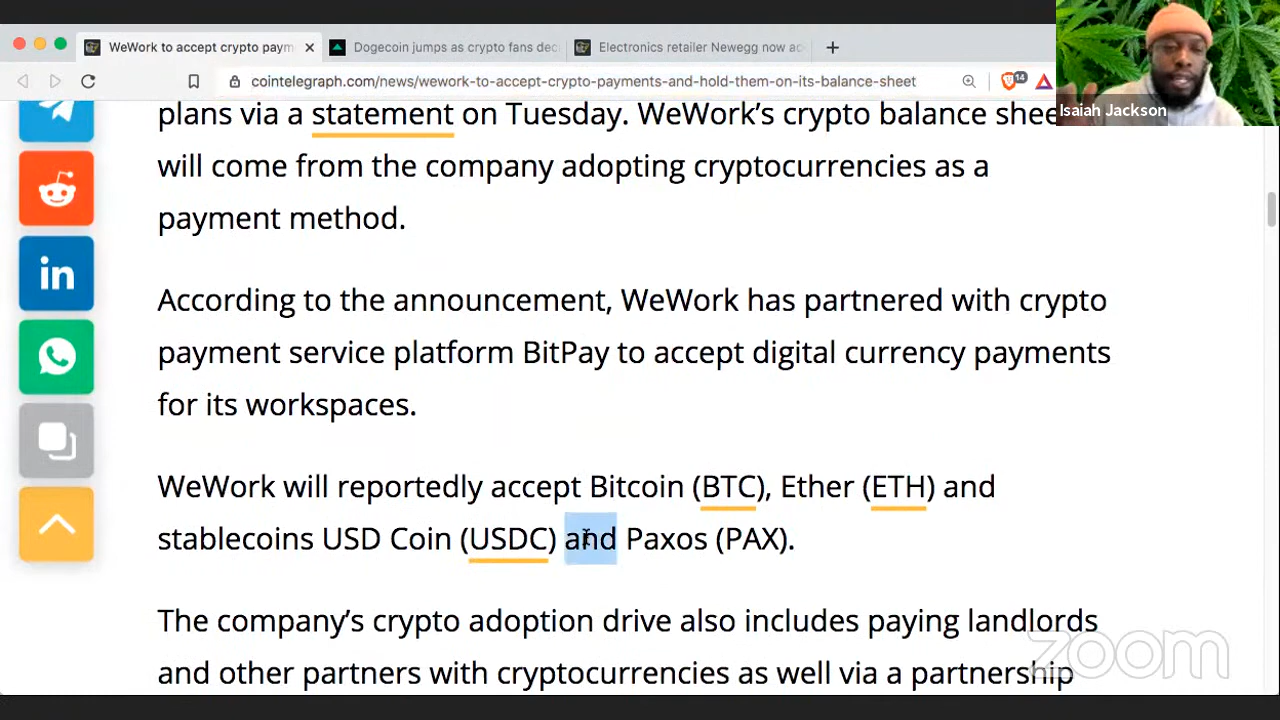 WeWork to accept crypto paym
Dogecoin jumps as crypto fans dec
Electronics retailer Newegg now ac
cointelegraph.com/news/wework-to-accept-crypto-payments-and-hold-them-on-its-balance-sheet
14
Isaiah Jackson
plans via a statement on Tuesday. WeWork’s crypto balance shee
will come from the company adopting cryptocurrencies as a
payment method.
in
According to the announcement, WeWork has partnered with crypto
payment service platform BitPay to accept digital currency payments
for its workspaces.
WeWork will reportedly accept Bitcoin (BTC), Ether (ETH) and
stablecoins USD Coin (USDC) and Paxos (PAX).
The company’s crypto adoption drive also includes paying landlords
and other partners with cryptocurrencies as well via a partnership
zoom